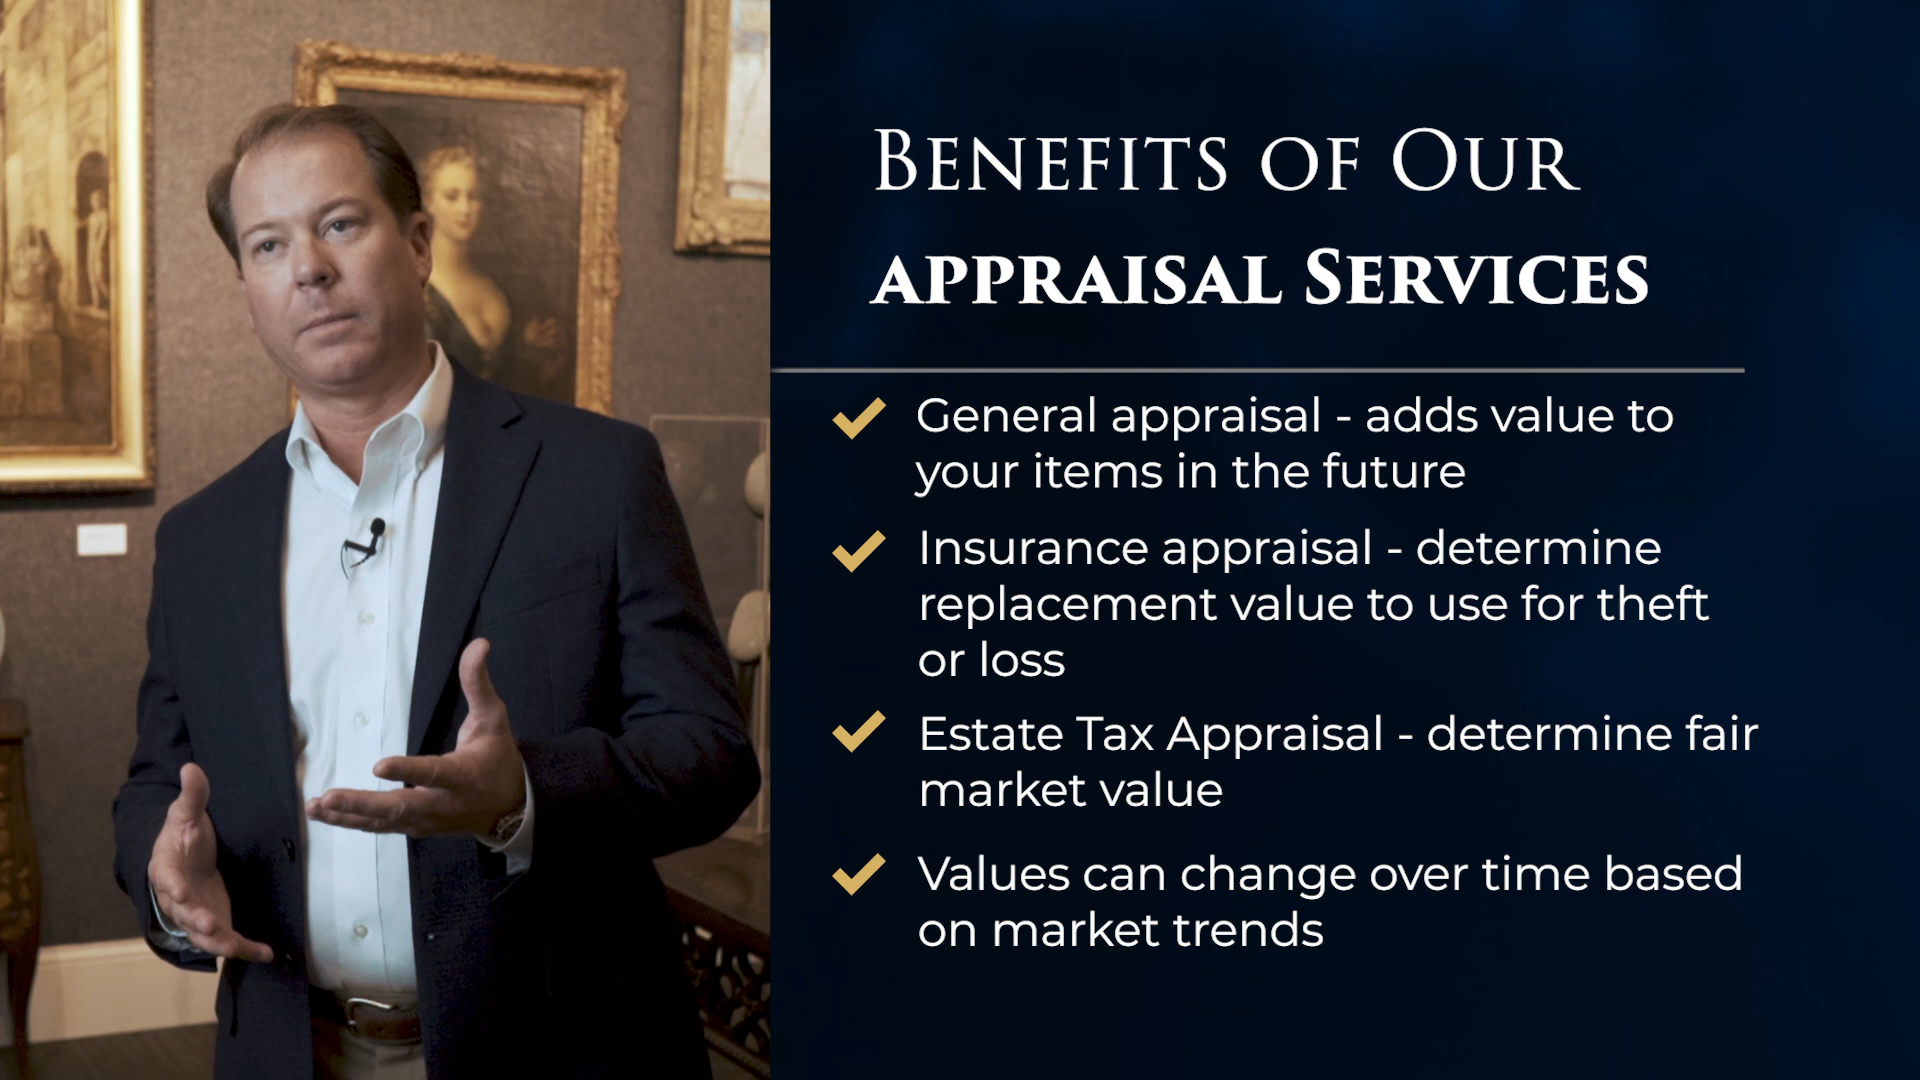 Benefits of Our
appraisal Services
General appraisal - adds value to
your items in the future
Insurance appraisal - determine
replacement value to use for theft
or loss
Estate Tax Appraisal - determine fair
market value
Values can change over time based
on market trends